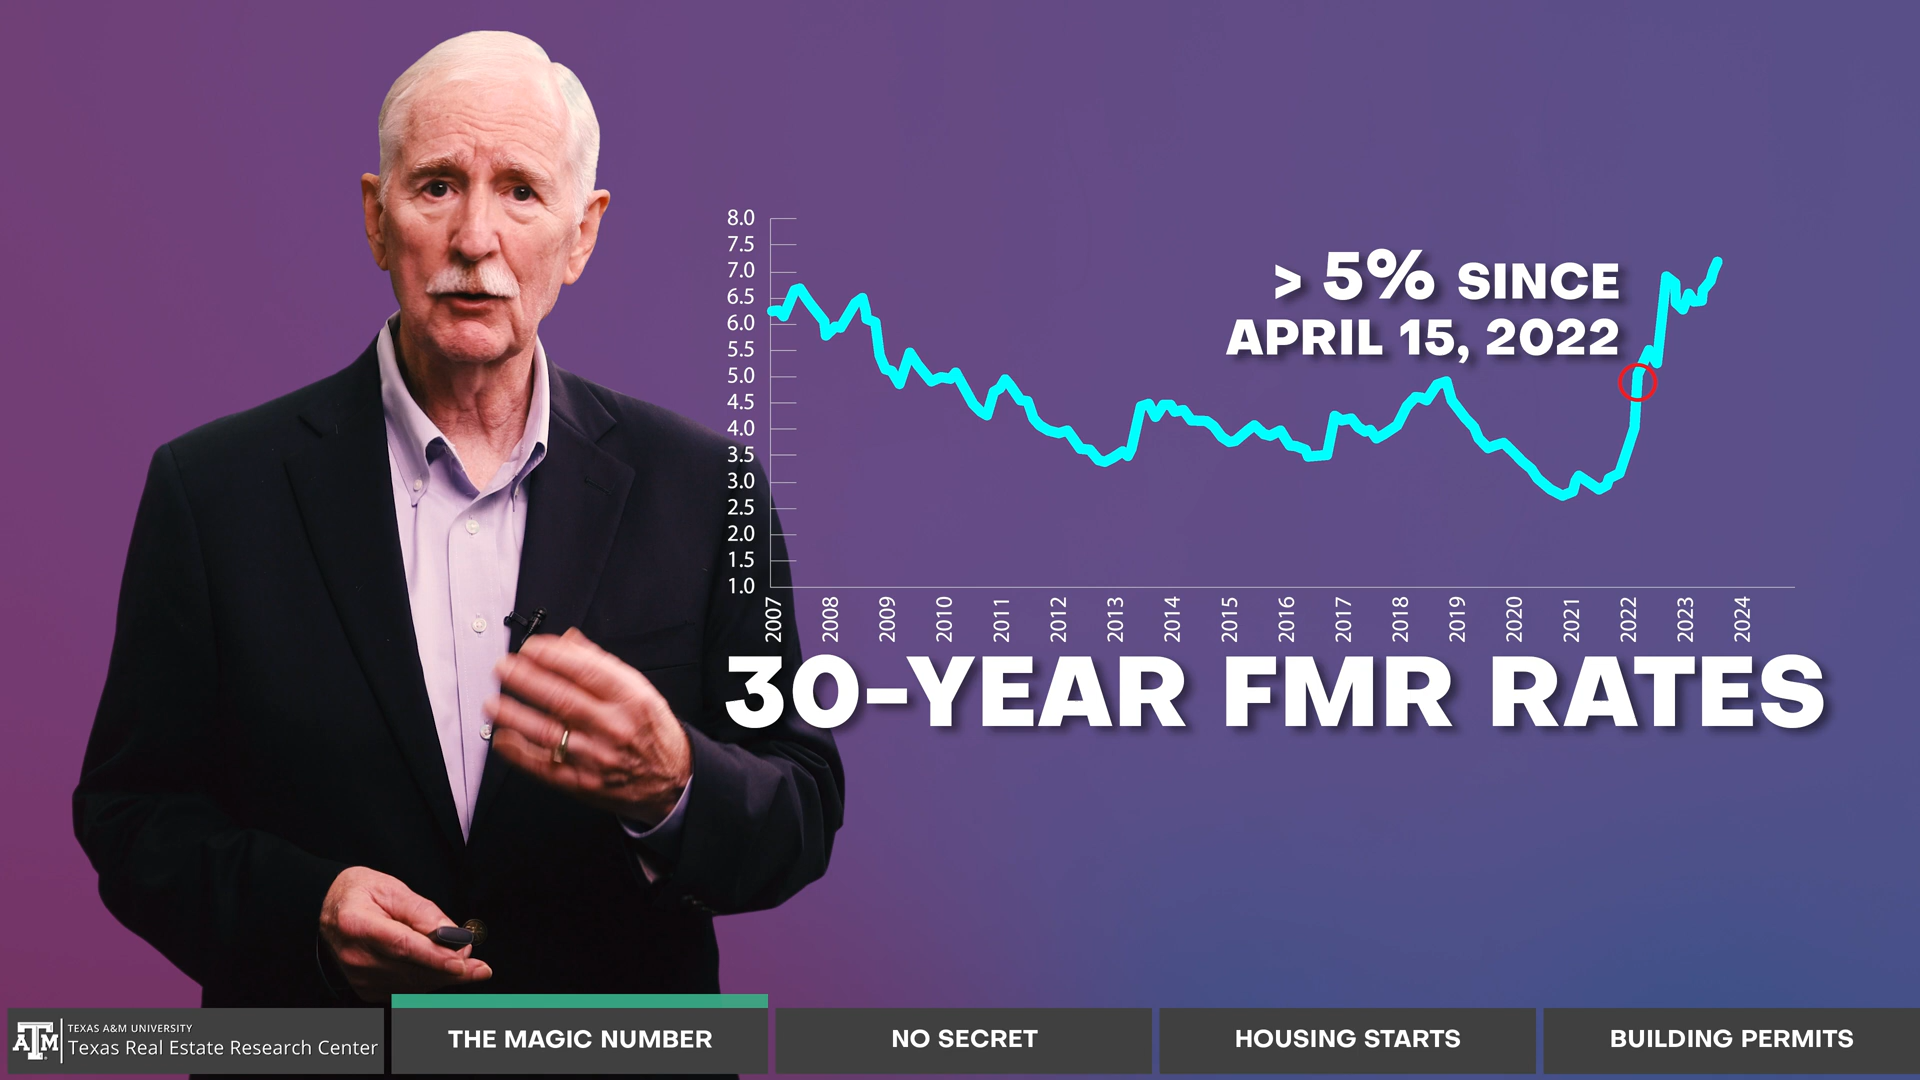 8.0
7.5
7.0
6.5
6.0
5.5
5.0
4.5
4.0
3.5
3.0
2.5
2.0
1.5
1.0
> 5% SINCE
APRIL 15, 2022
2007 2008 2009 2010 2011 2012 2013 2014 2015 2016 2017 2018 2019 2020 2021 2022 2023 2024
30-YEAR FMR RATES
ATM
TEXAS A&M UNIVERSITY
Texas Real Estate Research Center
THE MAGIC NUMBER
NO SECRET
HOUSING STARTS
BUILDING PERMITS